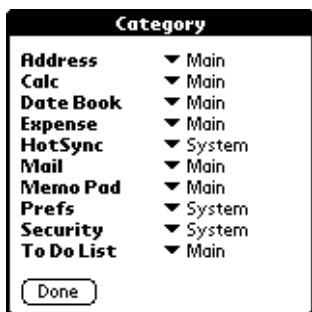 Category
Address Main
Calc Main
Date Book Main
Expense Main
HotSync System
Mail Main
Memo Pad Main
Prefs System
Security System
To Do List Main
Done